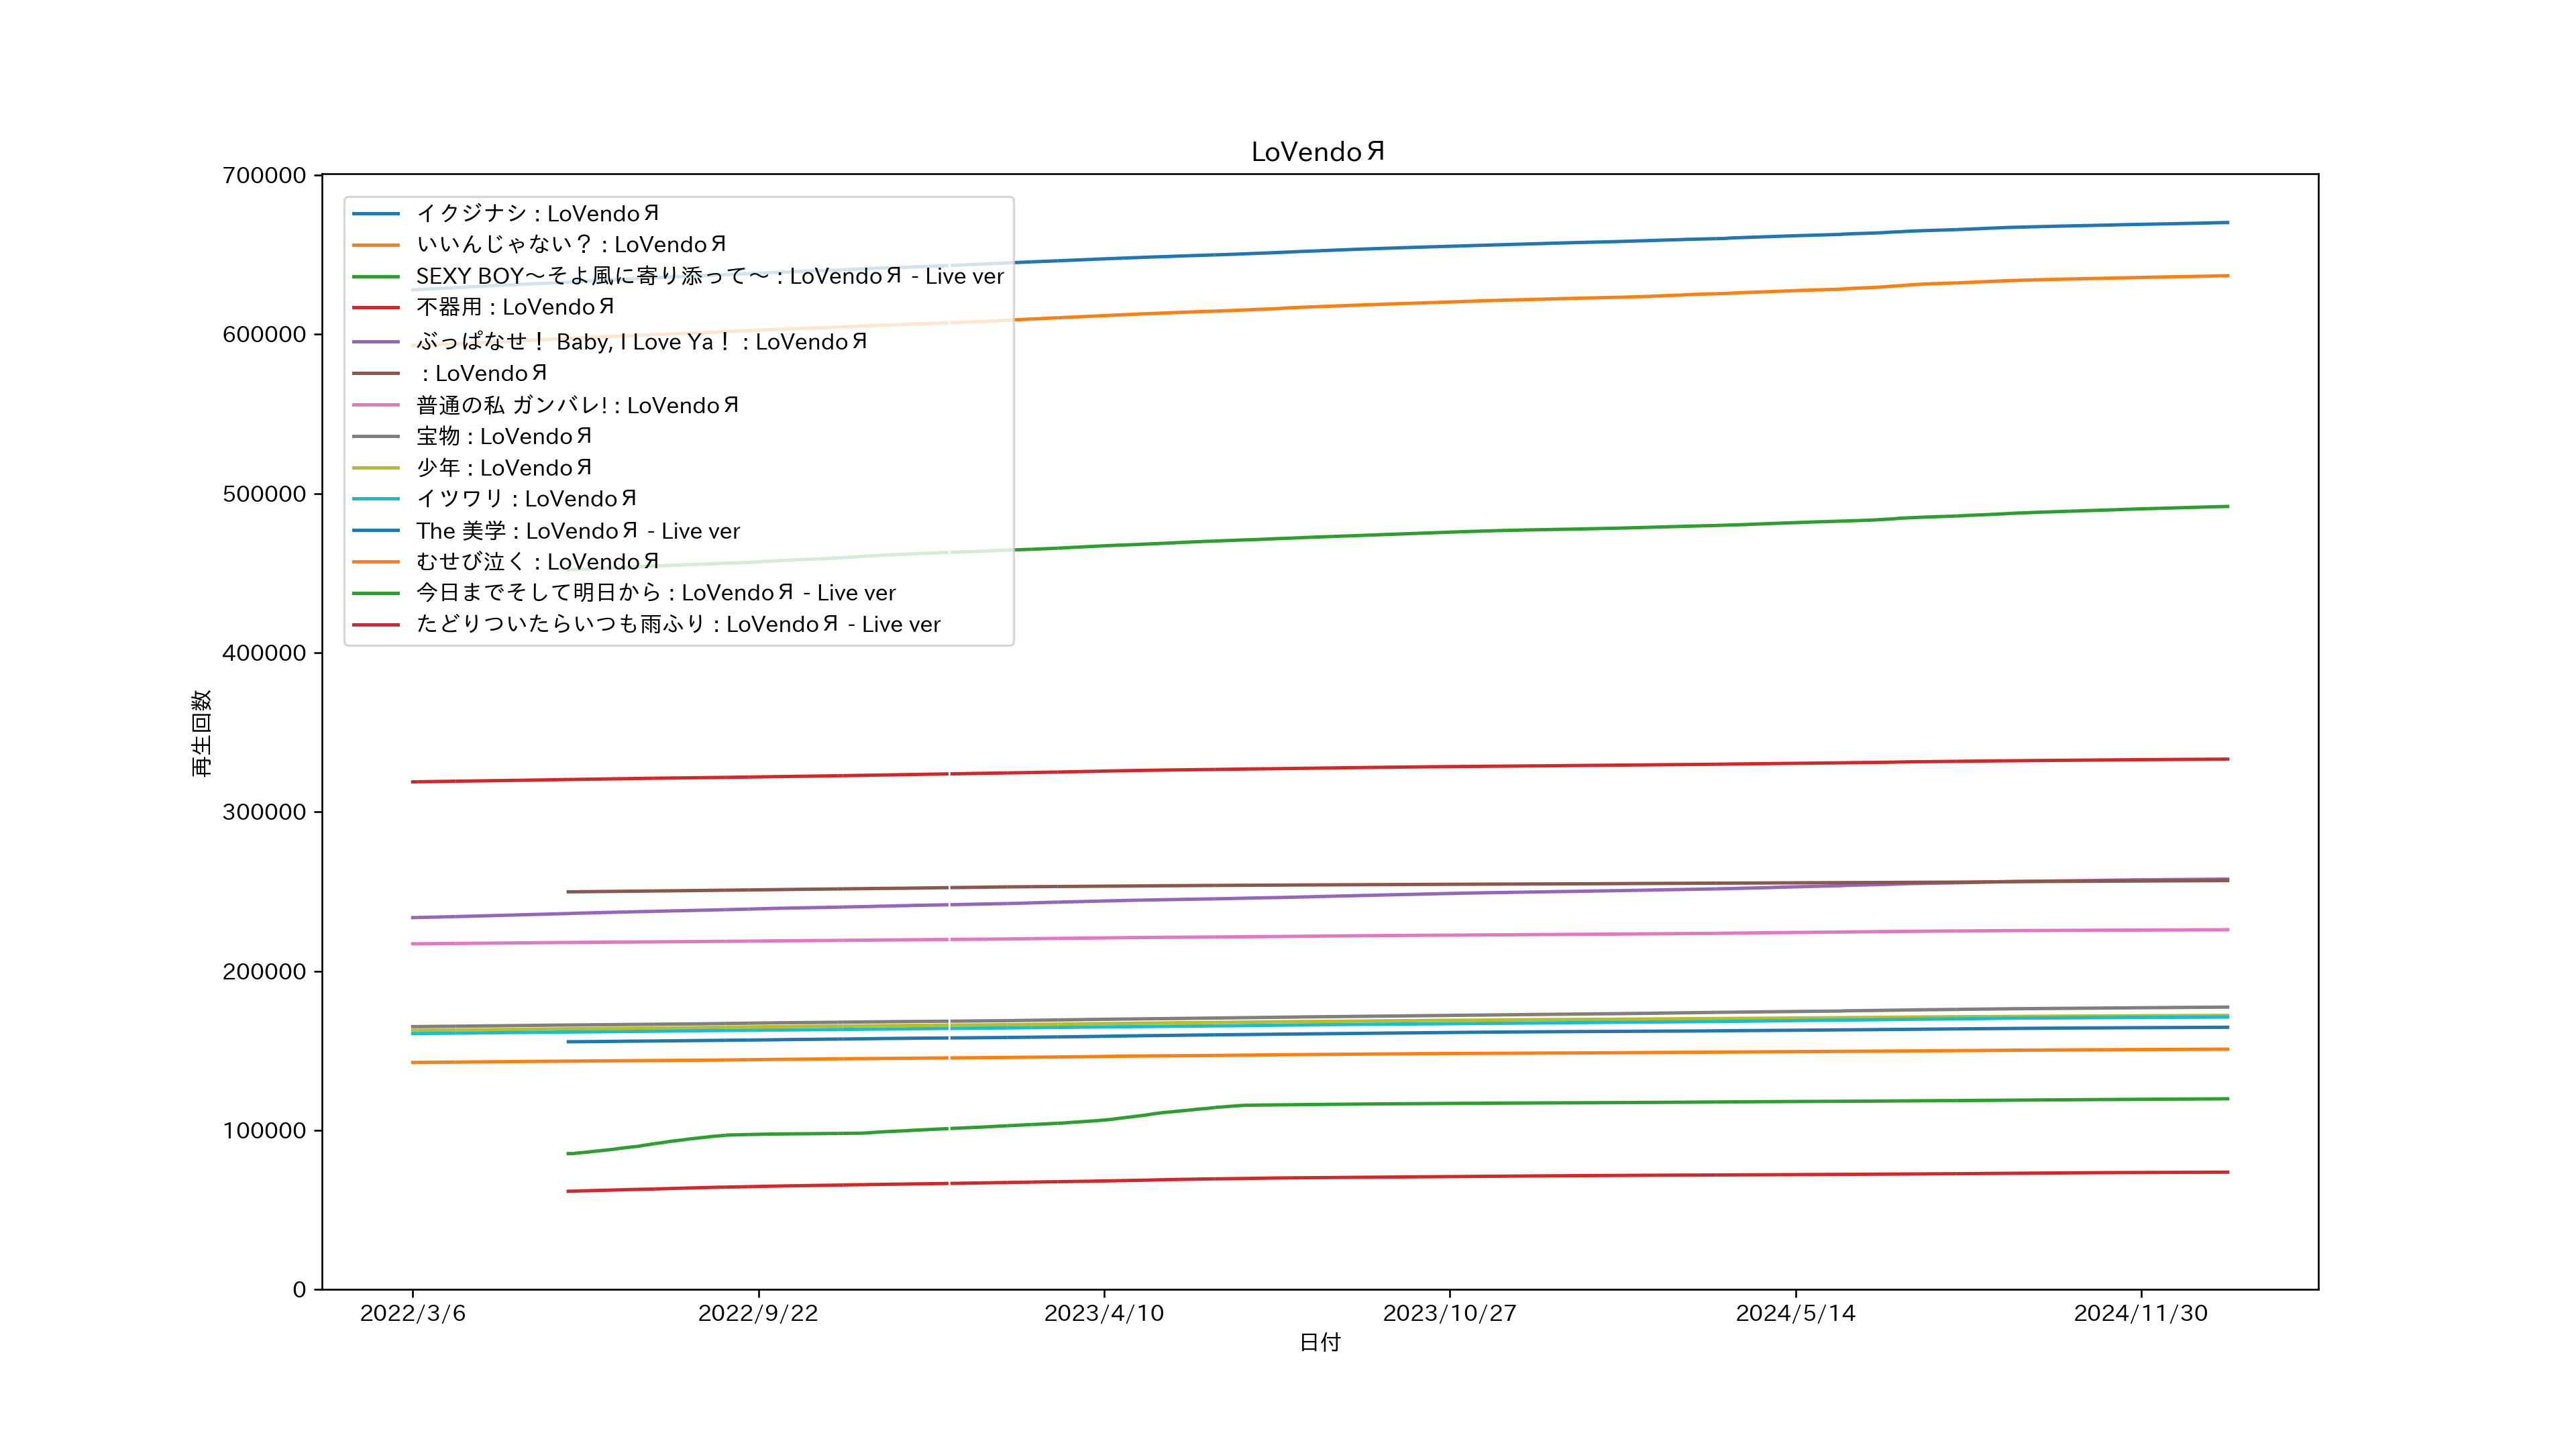 LoVendoЯ
700000
600000
500000
400000
300000
200000
100000
0
再生回数
イクジナシ : LoVendoЯ
いいんじゃない？ : LoVendoЯ
SEXY BOY～そよ風に寄り添って～ : LoVendoЯ - Live ver
不器用 : LoVendoЯ
ぶっぱなせ！ Baby, I Love Ya！ : LoVendoЯ
: LoVendoЯ
普通の私 ガンバレ! : LoVendoЯ
宝物 : LoVendoЯ
少年 : LoVendoЯ
イツワリ : LoVendoЯ
The 美学 : LoVendoЯ - Live ver
むせび泣く : LoVendoЯ
今日までそして明日から : LoVendoЯ - Live ver
たどりついたらいつも雨ふり : LoVendoЯ - Live ver
2022/3/6 2022/9/22 2023/4/10 2023/10/27 2024/5/14 2024/11/30
日付